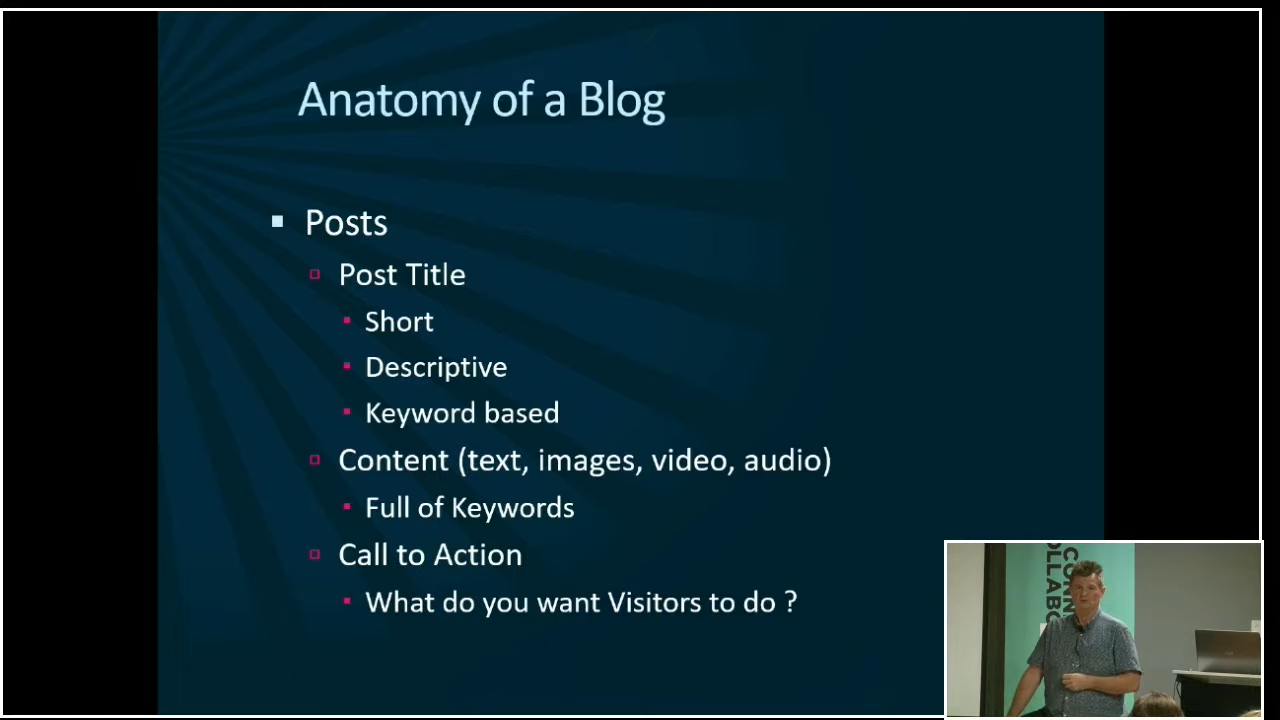 Anatomy of a Blog
Posts
Post Title
Short
Descriptive
Keyword based
Content (text, images, video, audio)
Full of Keywords
Call to Action
What do you want Visitors to do ?